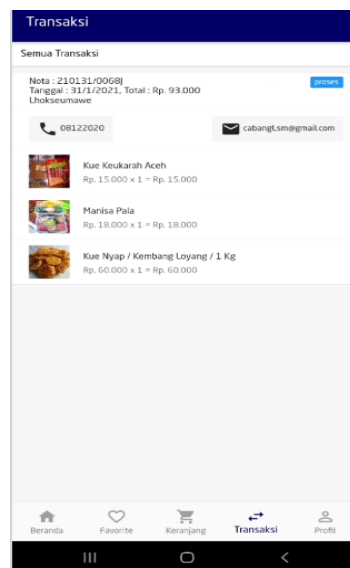 Transaksi
Semua Transaksi
Nota : 210131/0068J
proses
Tanggal : 31/1/2021, Total : Rp. 93.000
Lhokseumawe
08122020
cabangLsm@gmail.com
Kue Keukarah Aceh
Rp. 15.000 x 1 = Rp. 15.000
Manisa Pala
Rp. 18.000 x 1 = Rp. 18.000
Kue Nyap / Kembang Loyang / 1 Kg
Rp. 60.000 x 1 = Rp. 60.000
Beranda
Favorite
Keranjang
Transaksi
Profil